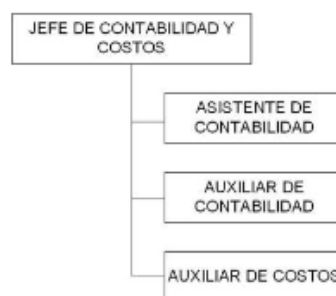 JEFE DE CONTABILIDAD Y
COSTOS
ASISTENTE DE
CONTABILIDAD
AUXILIAR DE
CONTABILIDAD
AUXILIAR DE COSTOS